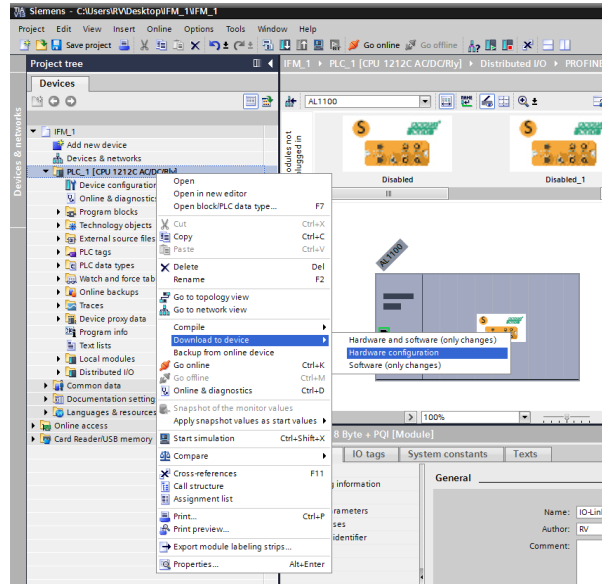 Siemens - C:\Users\RV\Desktop\IFM_1\IFM_1
Project Edit View Insert Online Options Tools Window Help
Save project Go online Go offline
Project tree
IFM_1 PLC_1 [CPU 1212C AC/DC/Rly] Distributed I/O PROFINE
Devices
Devices & networks
AL1100
IFM_1
Add new device
Devices & networks
PLC_1 [CPU 1212C AC/DC/Rly]
Device configuration
Online & diagnostics
Program blocks
Technology objects
External source files
PLC tags
PLC data types
Watch and force tab
Online backups
Traces
Device proxy data
Program info
Text lists
Local modules
Distributed I/O
Common data
Documentation setting
Languages & resources
Online access
Card Reader/USB memory
Open
Open in new editor
Open block/PLC data type... F7
Cut Ctrl+X
Copy Ctrl+C
Paste Ctrl+V
Delete Del
Rename F2
Go to topology view
Go to network view
Compile
Download to device
Backup from online device
Go online Ctrl+K
Go offline Ctrl+M
Online & diagnostics Ctrl+D
Snapshot of the monitor values
Apply snapshot values as start values
Start simulation Ctrl+Shift+X
Compare
Cross-references F11
Call structure
Assignment list
Print... Ctrl+P
Print preview...
Export module labeling strips...
Properties... Alt+Enter
Hardware and software (only changes)
Hardware configuration
Software (only changes)
odules not
lugged in
S
S
Disabled
Disabled_1
AL1100
S
100%
8 Byte + PQI [Module]
IO tags System constants Texts
information
rameters
ses
identifier
General
Name: IO-Lin
Author: RV
Comment: